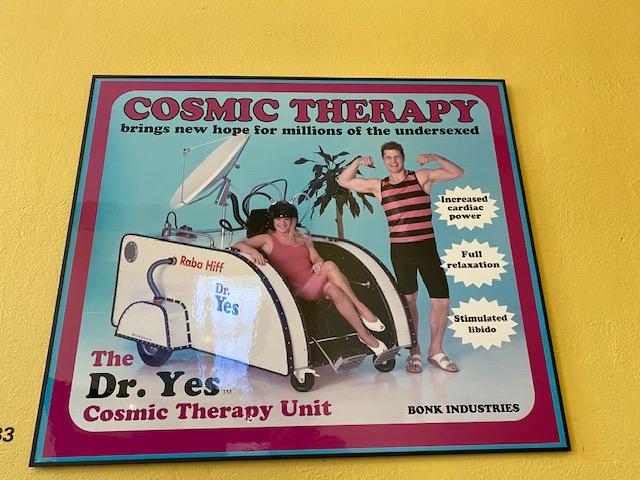 COSMIC THERAPY
brings new hope for millions of the undersexed
Increased
cardiac
power
Full
relaxation
Stimulated
libido
Raba Hiff
Dr.
Yes
The
Dr. Yes™
Cosmic Therapy Unit
BONK INDUSTRIES
33